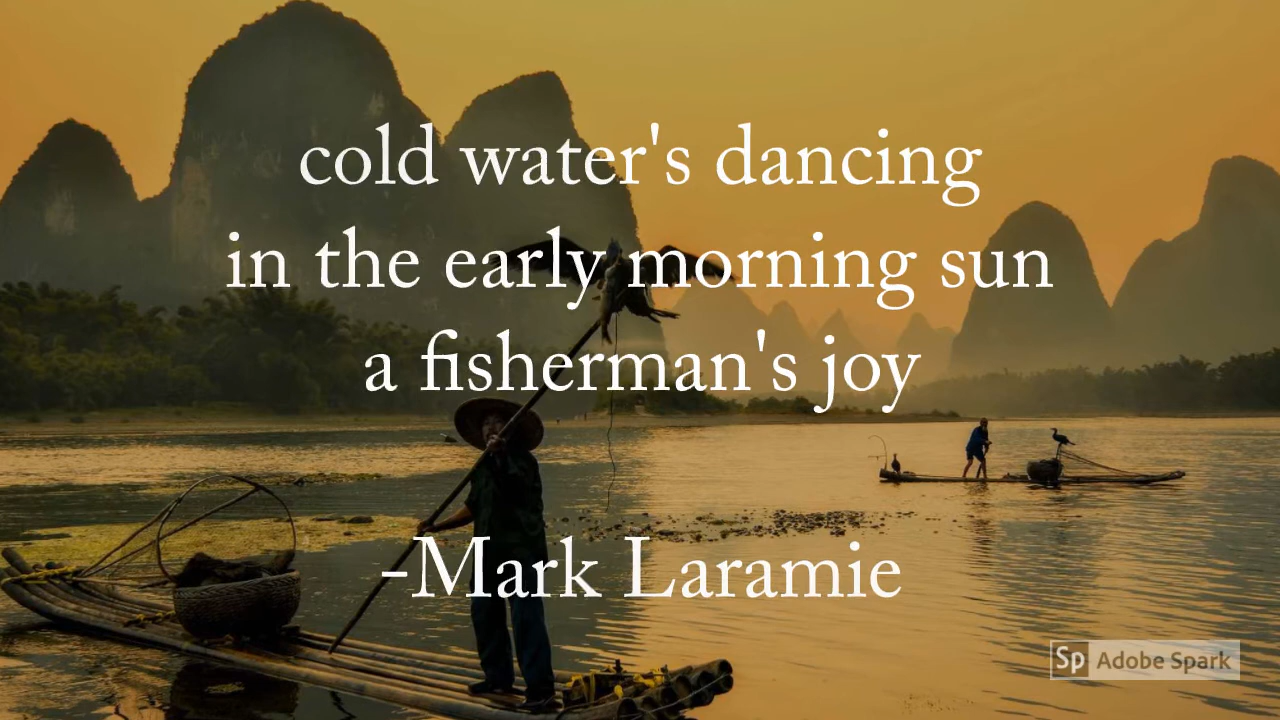 cold water's dancing
in the early morning sun
a fisherman's joy
-Mark Laramie
Sp Adobe Spark